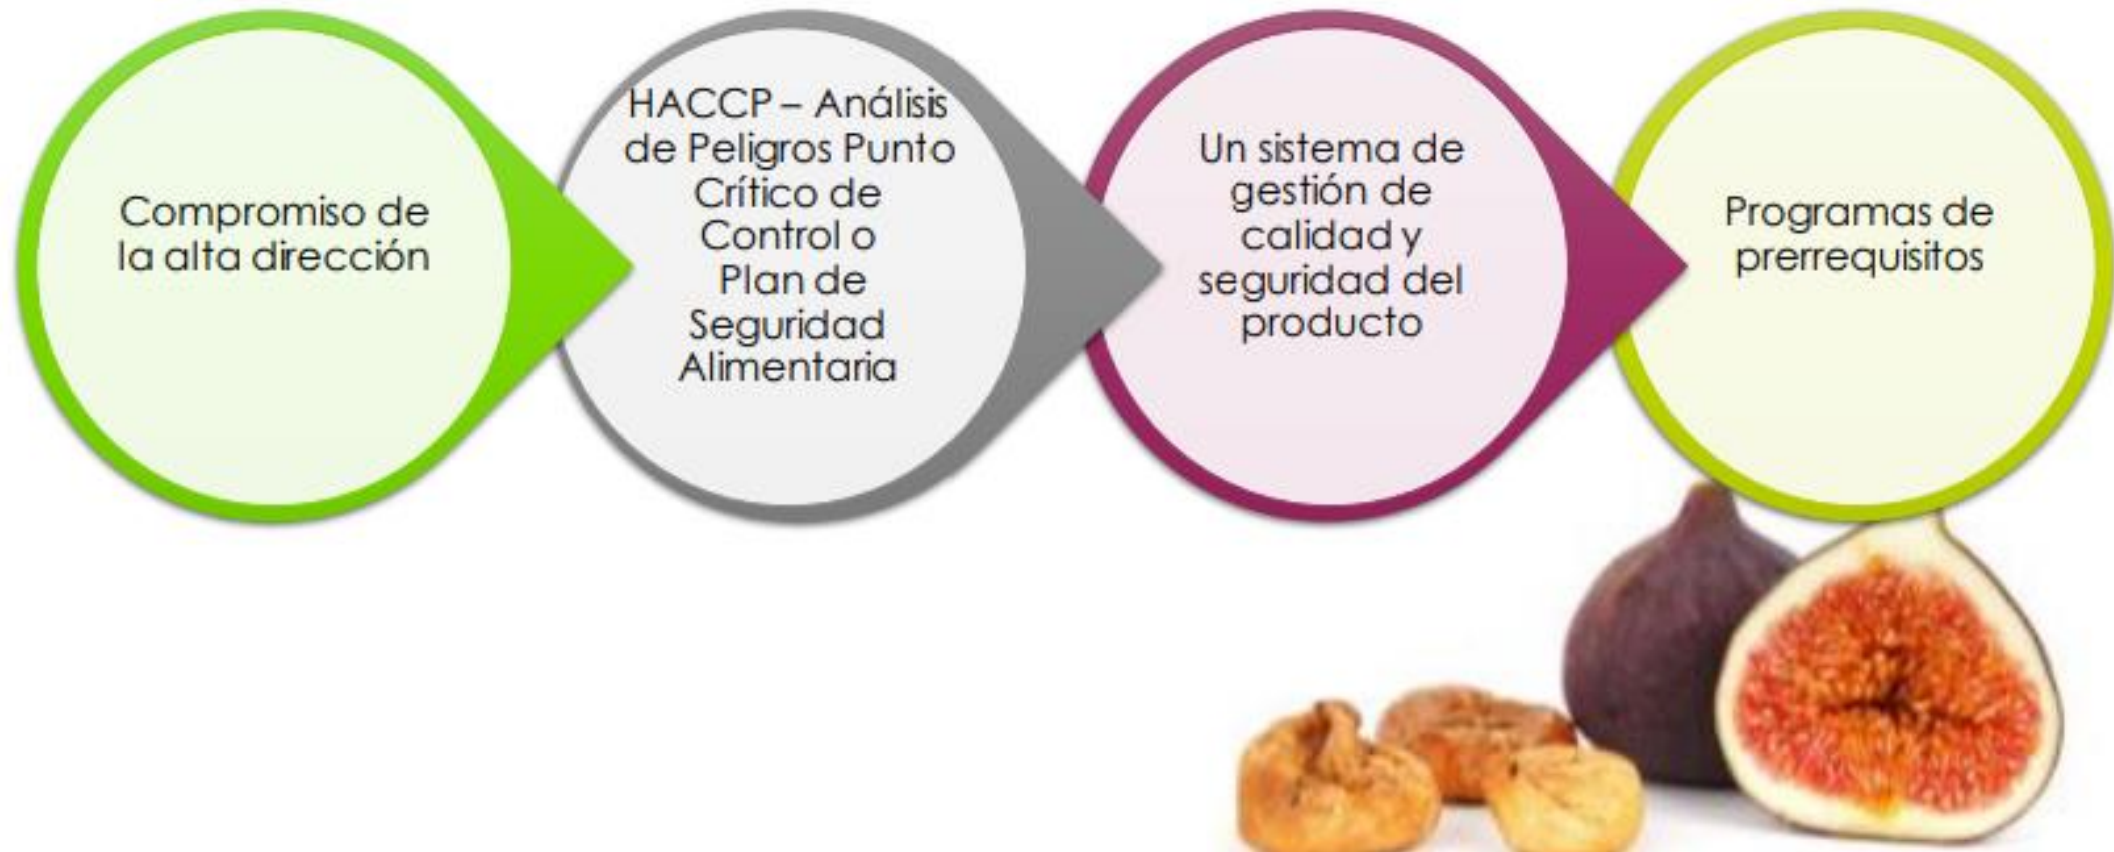 Compromiso de
la alta dirección
HACCP – Análisis
de Peligros Punto
Crítico de
Control o
Plan de
Seguridad
Alimentaria
Un sistema de
gestión de
calidad y
seguridad del
producto
Programas de
prerrequisitos